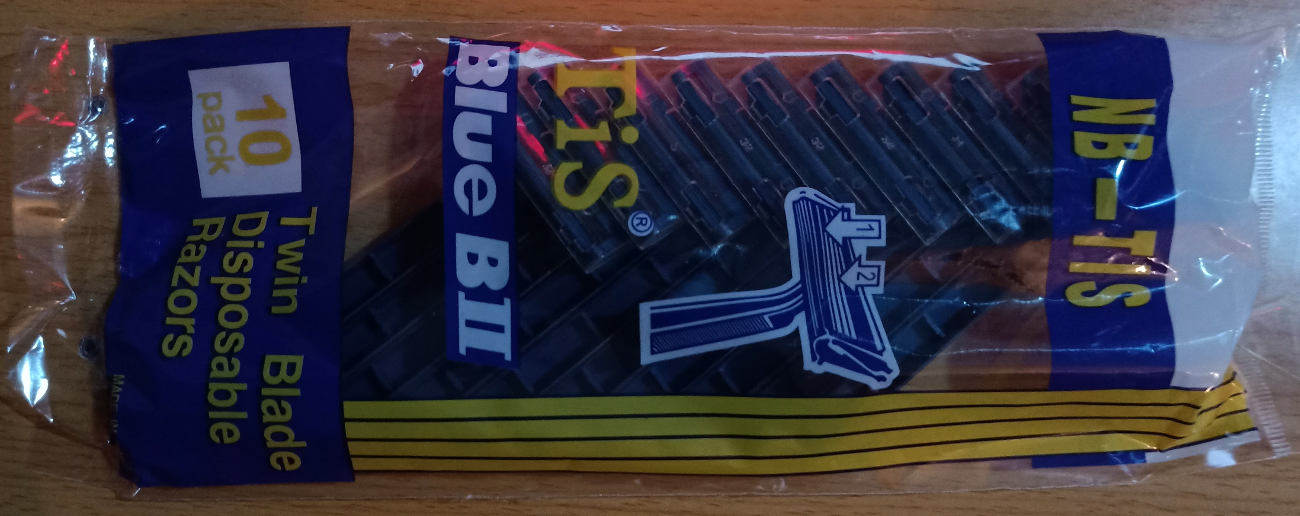 NB-TIS
TiS®
Blue BII
1
2
10
pack
Twin Blade
Disposable
Razors